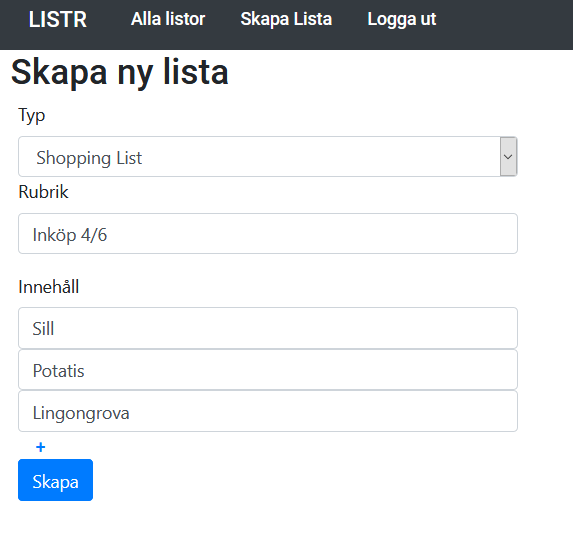 LISTR Alla listor Skapa Lista Logga ut
Skapa ny lista
Typ
Shopping List
Rubrik
Inköp 4/6
Innehåll
Sill
Potatis
Lingongrova
+
Skapa